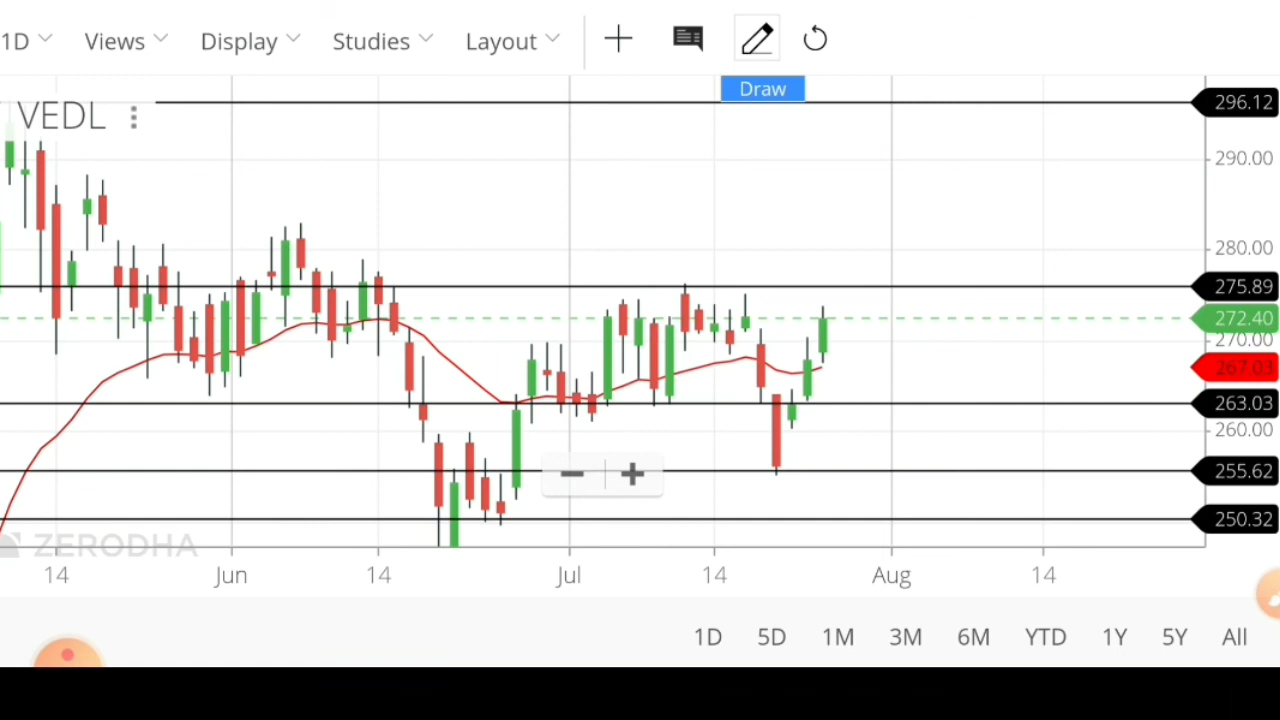 1D Views Display Studies Layout
Draw
VEDL
296.12
290.00
280.00
275.89
272.40
270.00
267.03
263.03
260.00
255.62
250.32
ZERODHA
14 Jun 14 Jul 14 Aug 14
1D 5D 1M 3M 6M YTD 1Y 5Y All